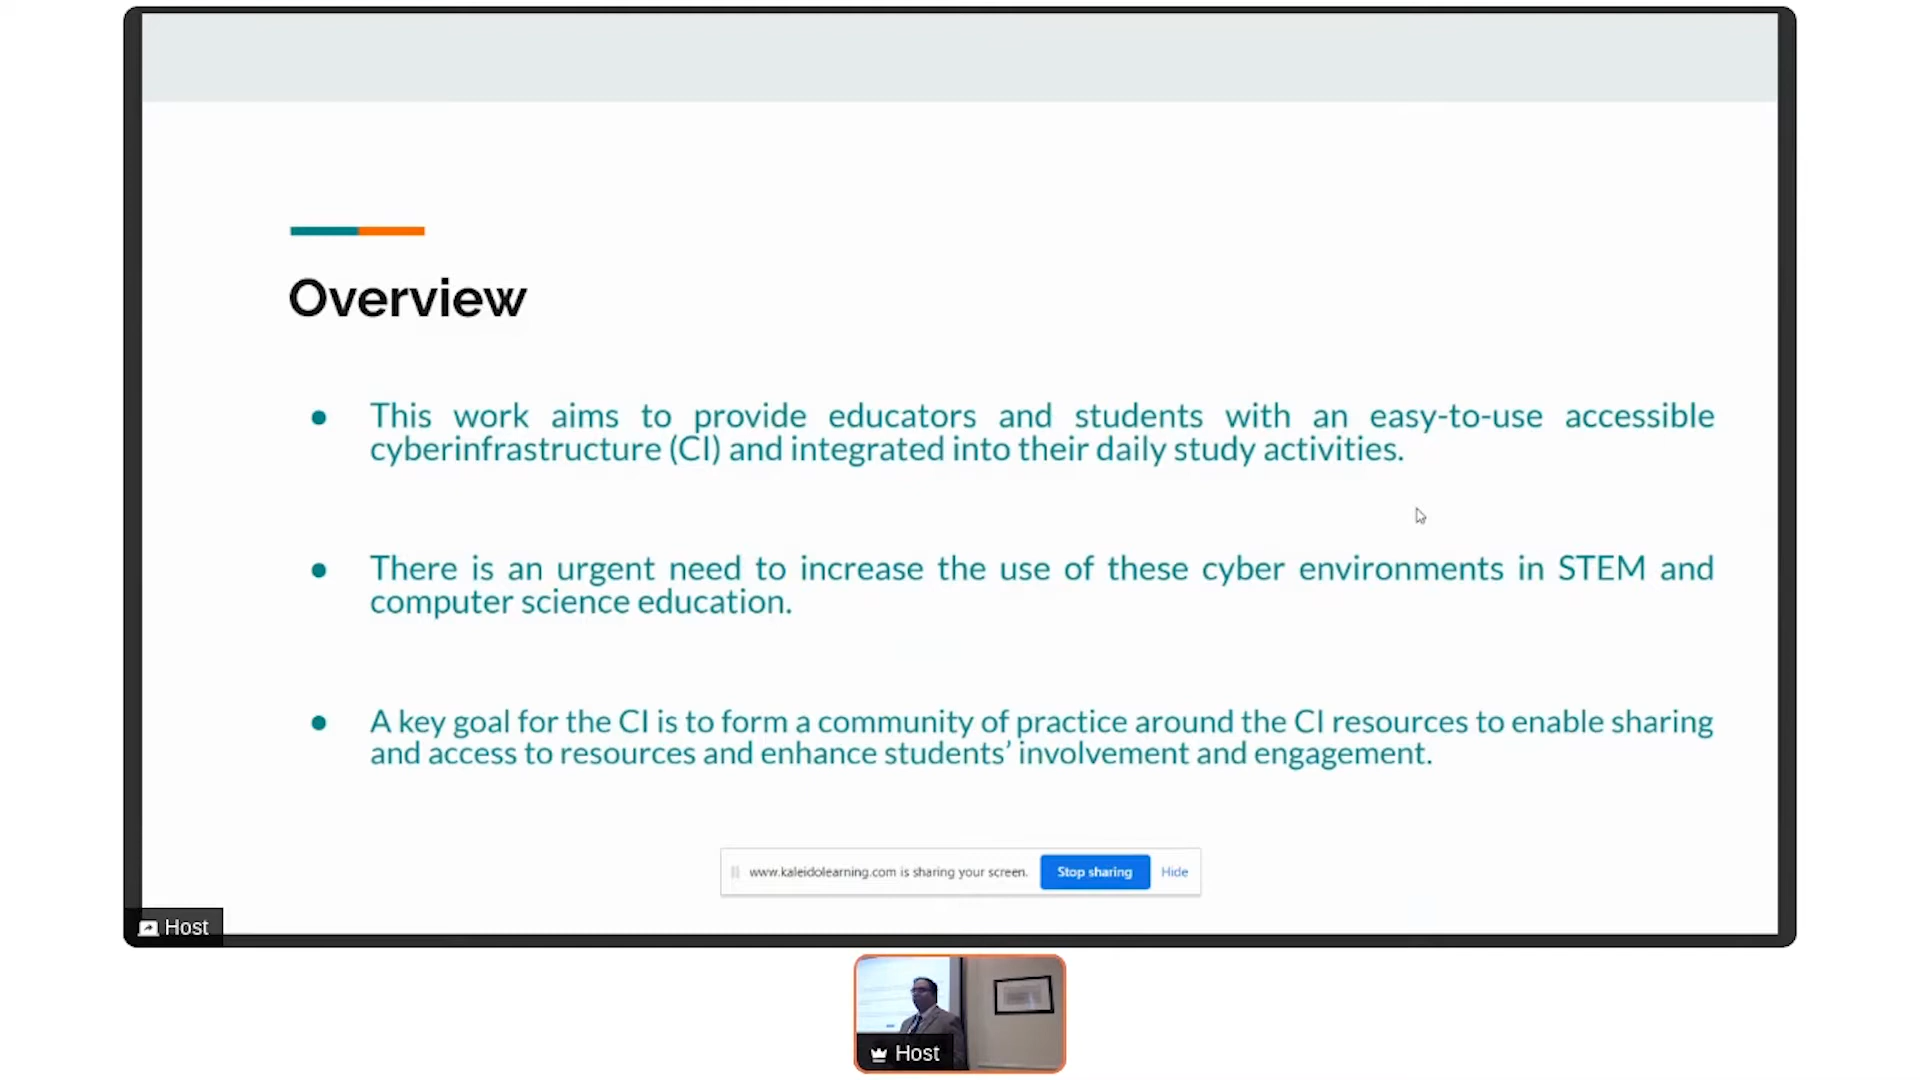 Overview
● This work aims to provide educators and students with an easy-to-use accessible
cyberinfrastructure (CI) and integrated into their daily study activities.
● There is an urgent need to increase the use of these cyber environments in STEM and
computer science education.
● A key goal for the CI is to form a community of practice around the CI resources to enable sharing
and access to resources and enhance students’ involvement and engagement.
www.kaleidolearning.com is sharing your screen. Stop sharing Hide
Host
Host